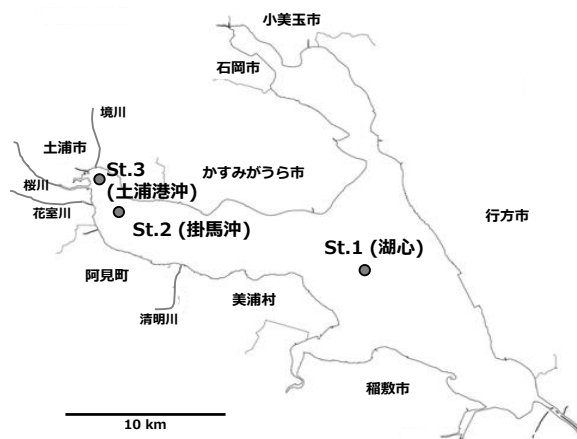 小美玉市
石岡市
境川
土浦市
St.3
(土浦港沖)
かすみがうら市
桜川
花室川
St.2 (掛馬沖)
行方市
St.1 (湖心)
阿見町
美浦村
清明川
稲敷市
10 km